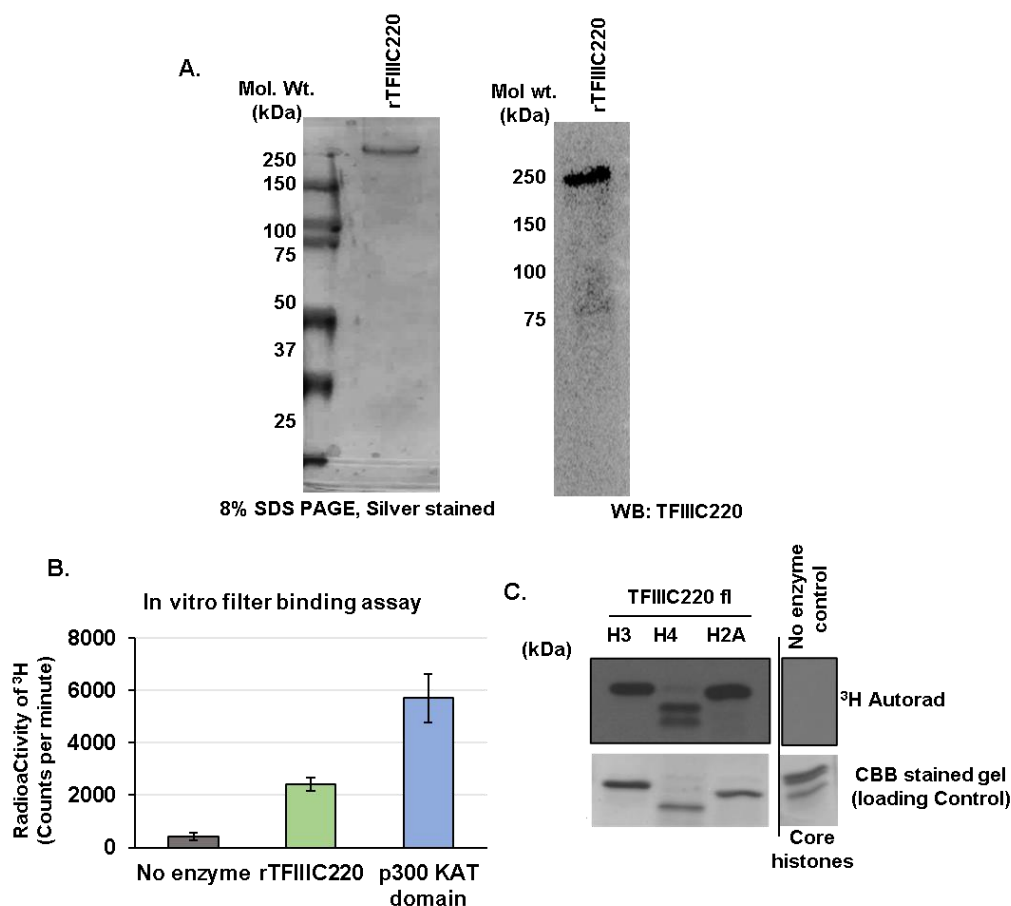 A.
Mol. Wt.
(kDa)
rTFIIIC220
250
150
100
75
50
37
25
8% SDS PAGE, Silver stained
Mol wt.
(kDa)
rTFIIIC220
250
150
100
75
WB: TFIIIC220
B.
In vitro filter binding assay
RadioaCtivity of ³H
(Counts per minute)
8000
6000
4000
2000
0
No enzyme
rTFIIIC220
p300 KAT
domain
C.
TFIIIC220 fl
H3 H4 H2A
(kDa)
No enzyme
control
³H Autorad
CBB stained gel
(loading Control)
Core
histones